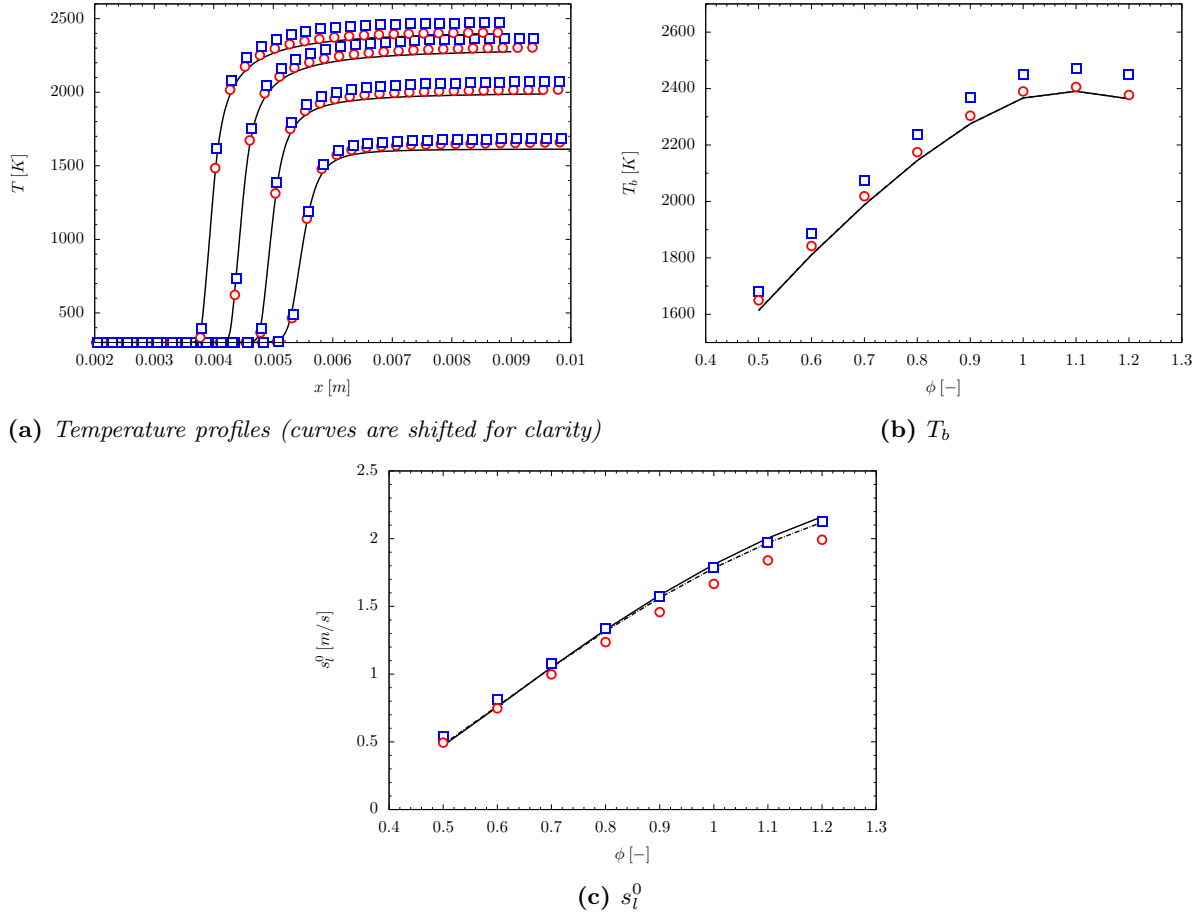 2500
2000
1500
1000
500
T [K]
0.002 0.003 0.004 0.005 0.006 0.007 0.008 0.009 0.01
x [m]
(a) Temperature profiles (curves are shifted for clarity)
2600
2400
2200
2000
1800
1600
T_b [K]
0.4 0.5 0.6 0.7 0.8 0.9 1 1.1 1.2 1.3
ϕ [−]
(b) T_b
2.5
2
1.5
1
0.5
0
s_l^0 [m/s]
0.4 0.5 0.6 0.7 0.8 0.9 1 1.1 1.2 1.3
ϕ [−]
(c) s_l^0